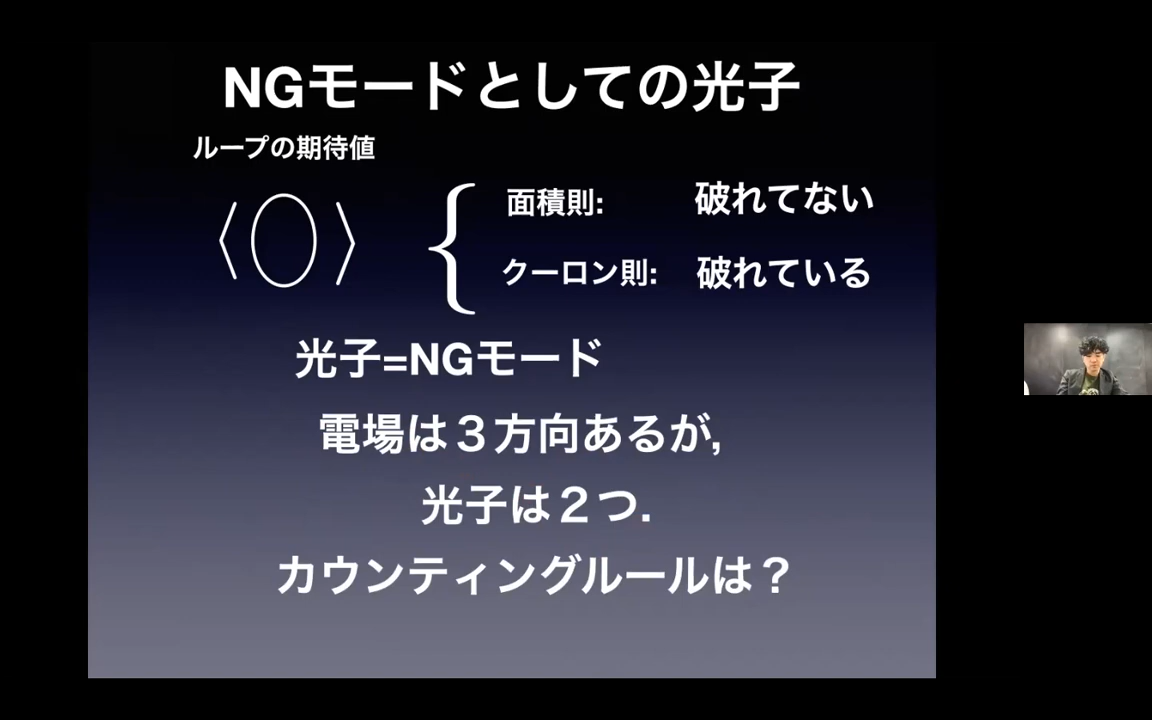 NGモードとしての光子
ループの期待値
面積則: 破れてない
クーロン則: 破れている
光子=NGモード
電場は３方向あるが,
光子は２つ.
カウンティングルールは？